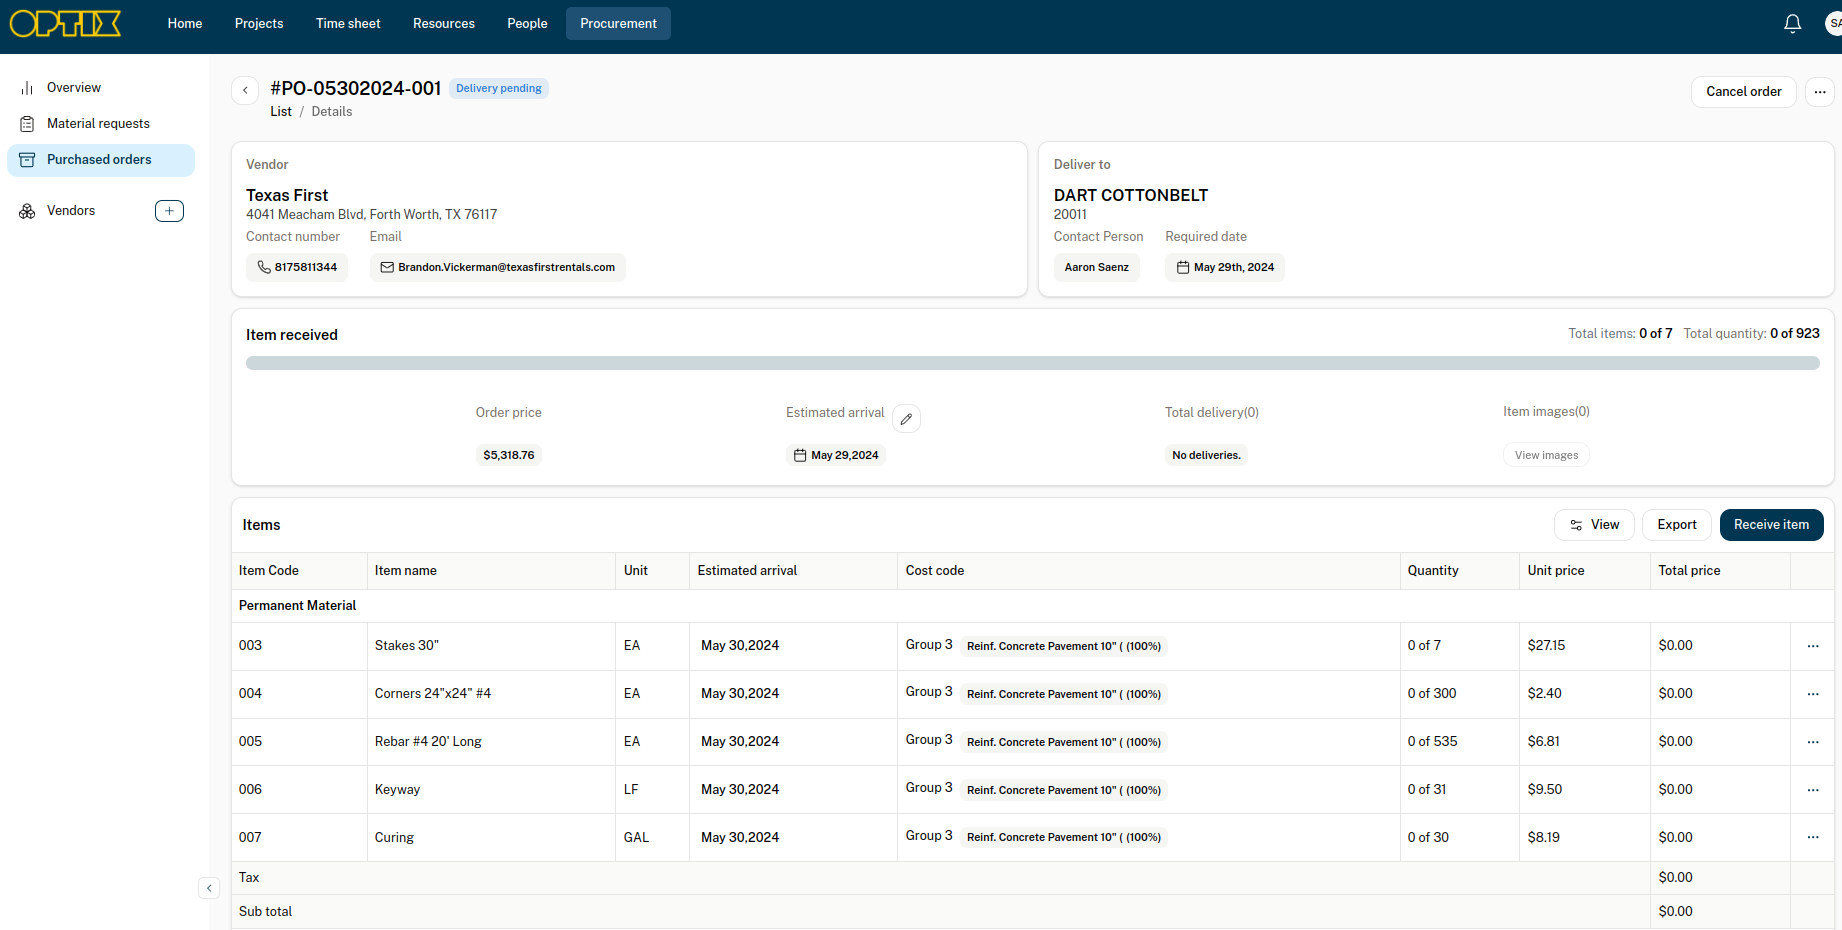 OPTIX Home Projects Time sheet Resources People Procurement SA
Overview
Material requests
Purchased orders
Vendors
#PO-05302024-001 Delivery pending Cancel order
List / Details
Vendor
Texas First
4041 Meacham Blvd, Forth Worth, TX 76117
Contact number Email
8175811344 Brandon.Vickerman@texasfirstrentals.com
Deliver to
DART COTTONBELT
20011
Contact Person Required date
Aaron Saenz May 29th, 2024
Item received Total items: 0 of 7 Total quantity: 0 of 923
Order price Estimated arrival Total delivery(0) Item images(0)
$5,318.76 May 29,2024 No deliveries. View images
Items View Export Receive item
Item Code Item name Unit Estimated arrival Cost code Quantity Unit price Total price
Permanent Material
003 Stakes 30" EA May 30,2024 Group 3 Reinf. Concrete Pavement 10" ( (100%) 0 of 7 $27.15 $0.00
004 Corners 24"x24" #4 EA May 30,2024 Group 3 Reinf. Concrete Pavement 10" ( (100%) 0 of 300 $2.40 $0.00
005 Rebar #4 20' Long EA May 30,2024 Group 3 Reinf. Concrete Pavement 10" ( (100%) 0 of 535 $6.81 $0.00
006 Keyway LF May 30,2024 Group 3 Reinf. Concrete Pavement 10" ( (100%) 0 of 31 $9.50 $0.00
007 Curing GAL May 30,2024 Group 3 Reinf. Concrete Pavement 10" ( (100%) 0 of 30 $8.19 $0.00
Tax $0.00
Sub total $0.00